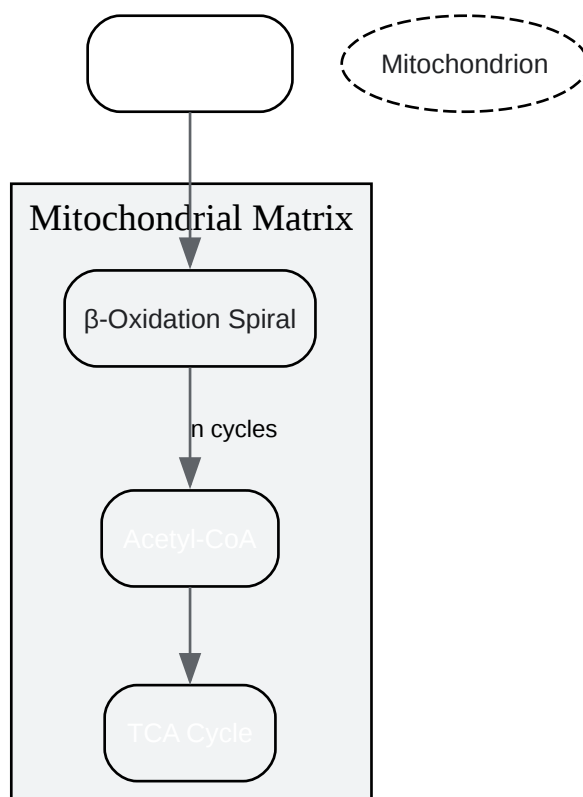 Mitochondrion
Mitochondrial Matrix
β-Oxidation Spiral
n cycles
Acetyl-CoA
TCA Cycle